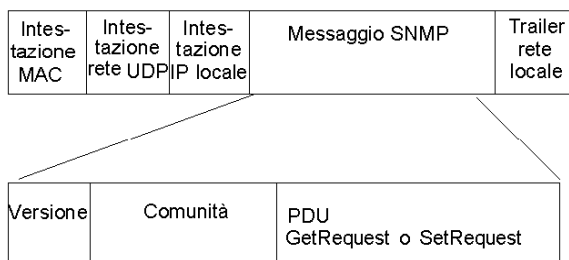 Intes-
tazione
MAC
Intes-
tazione
rete UDP
Intes-
tazione
IP locale
Messaggio SNMP
Trailer
rete
locale
Versione
Comunità
PDU
GetRequest o SetRequest